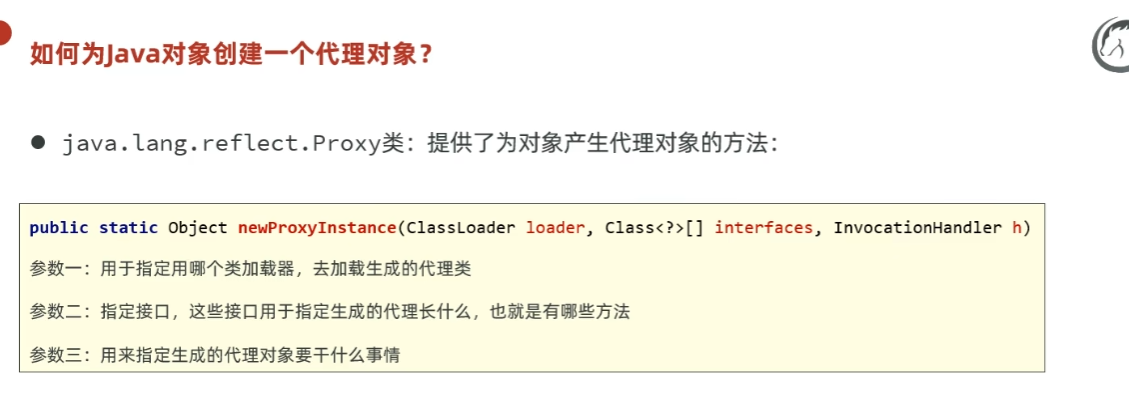 如何为Java对象创建一个代理对象？
● java.lang.reflect.Proxy类：提供了为对象产生代理对象的方法：
public static Object newProxyInstance(ClassLoader loader, Class<?>[] interfaces, InvocationHandler h)
参数一：用于指定用哪个类加载器，去加载生成的代理类
参数二：指定接口，这些接口用于指定生成的代理长什么，也就是有哪些方法
参数三：用来指定生成的代理对象要干什么事情